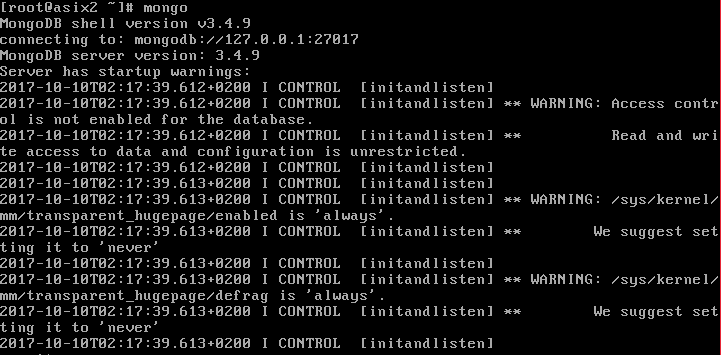 [root@asix2 ~]# mongo
MongoDB shell version v3.4.9
connecting to: mongodb://127.0.0.1:27017
MongoDB server version: 3.4.9
Server has startup warnings:
2017-10-10T02:17:39.612+0200 I CONTROL  [initandlisten]
2017-10-10T02:17:39.612+0200 I CONTROL  [initandlisten] ** WARNING: Access contr
ol is not enabled for the database.
2017-10-10T02:17:39.612+0200 I CONTROL  [initandlisten] **          Read and wri
te access to data and configuration is unrestricted.
2017-10-10T02:17:39.612+0200 I CONTROL  [initandlisten]
2017-10-10T02:17:39.613+0200 I CONTROL  [initandlisten]
2017-10-10T02:17:39.613+0200 I CONTROL  [initandlisten] ** WARNING: /sys/kernel/
mm/transparent_hugepage/enabled is 'always'.
2017-10-10T02:17:39.613+0200 I CONTROL  [initandlisten] **        We suggest set
ting it to 'never'
2017-10-10T02:17:39.613+0200 I CONTROL  [initandlisten]
2017-10-10T02:17:39.613+0200 I CONTROL  [initandlisten] ** WARNING: /sys/kernel/
mm/transparent_hugepage/defrag is 'always'.
2017-10-10T02:17:39.613+0200 I CONTROL  [initandlisten] **        We suggest set
ting it to 'never'
2017-10-10T02:17:39.613+0200 I CONTROL  [initandlisten]